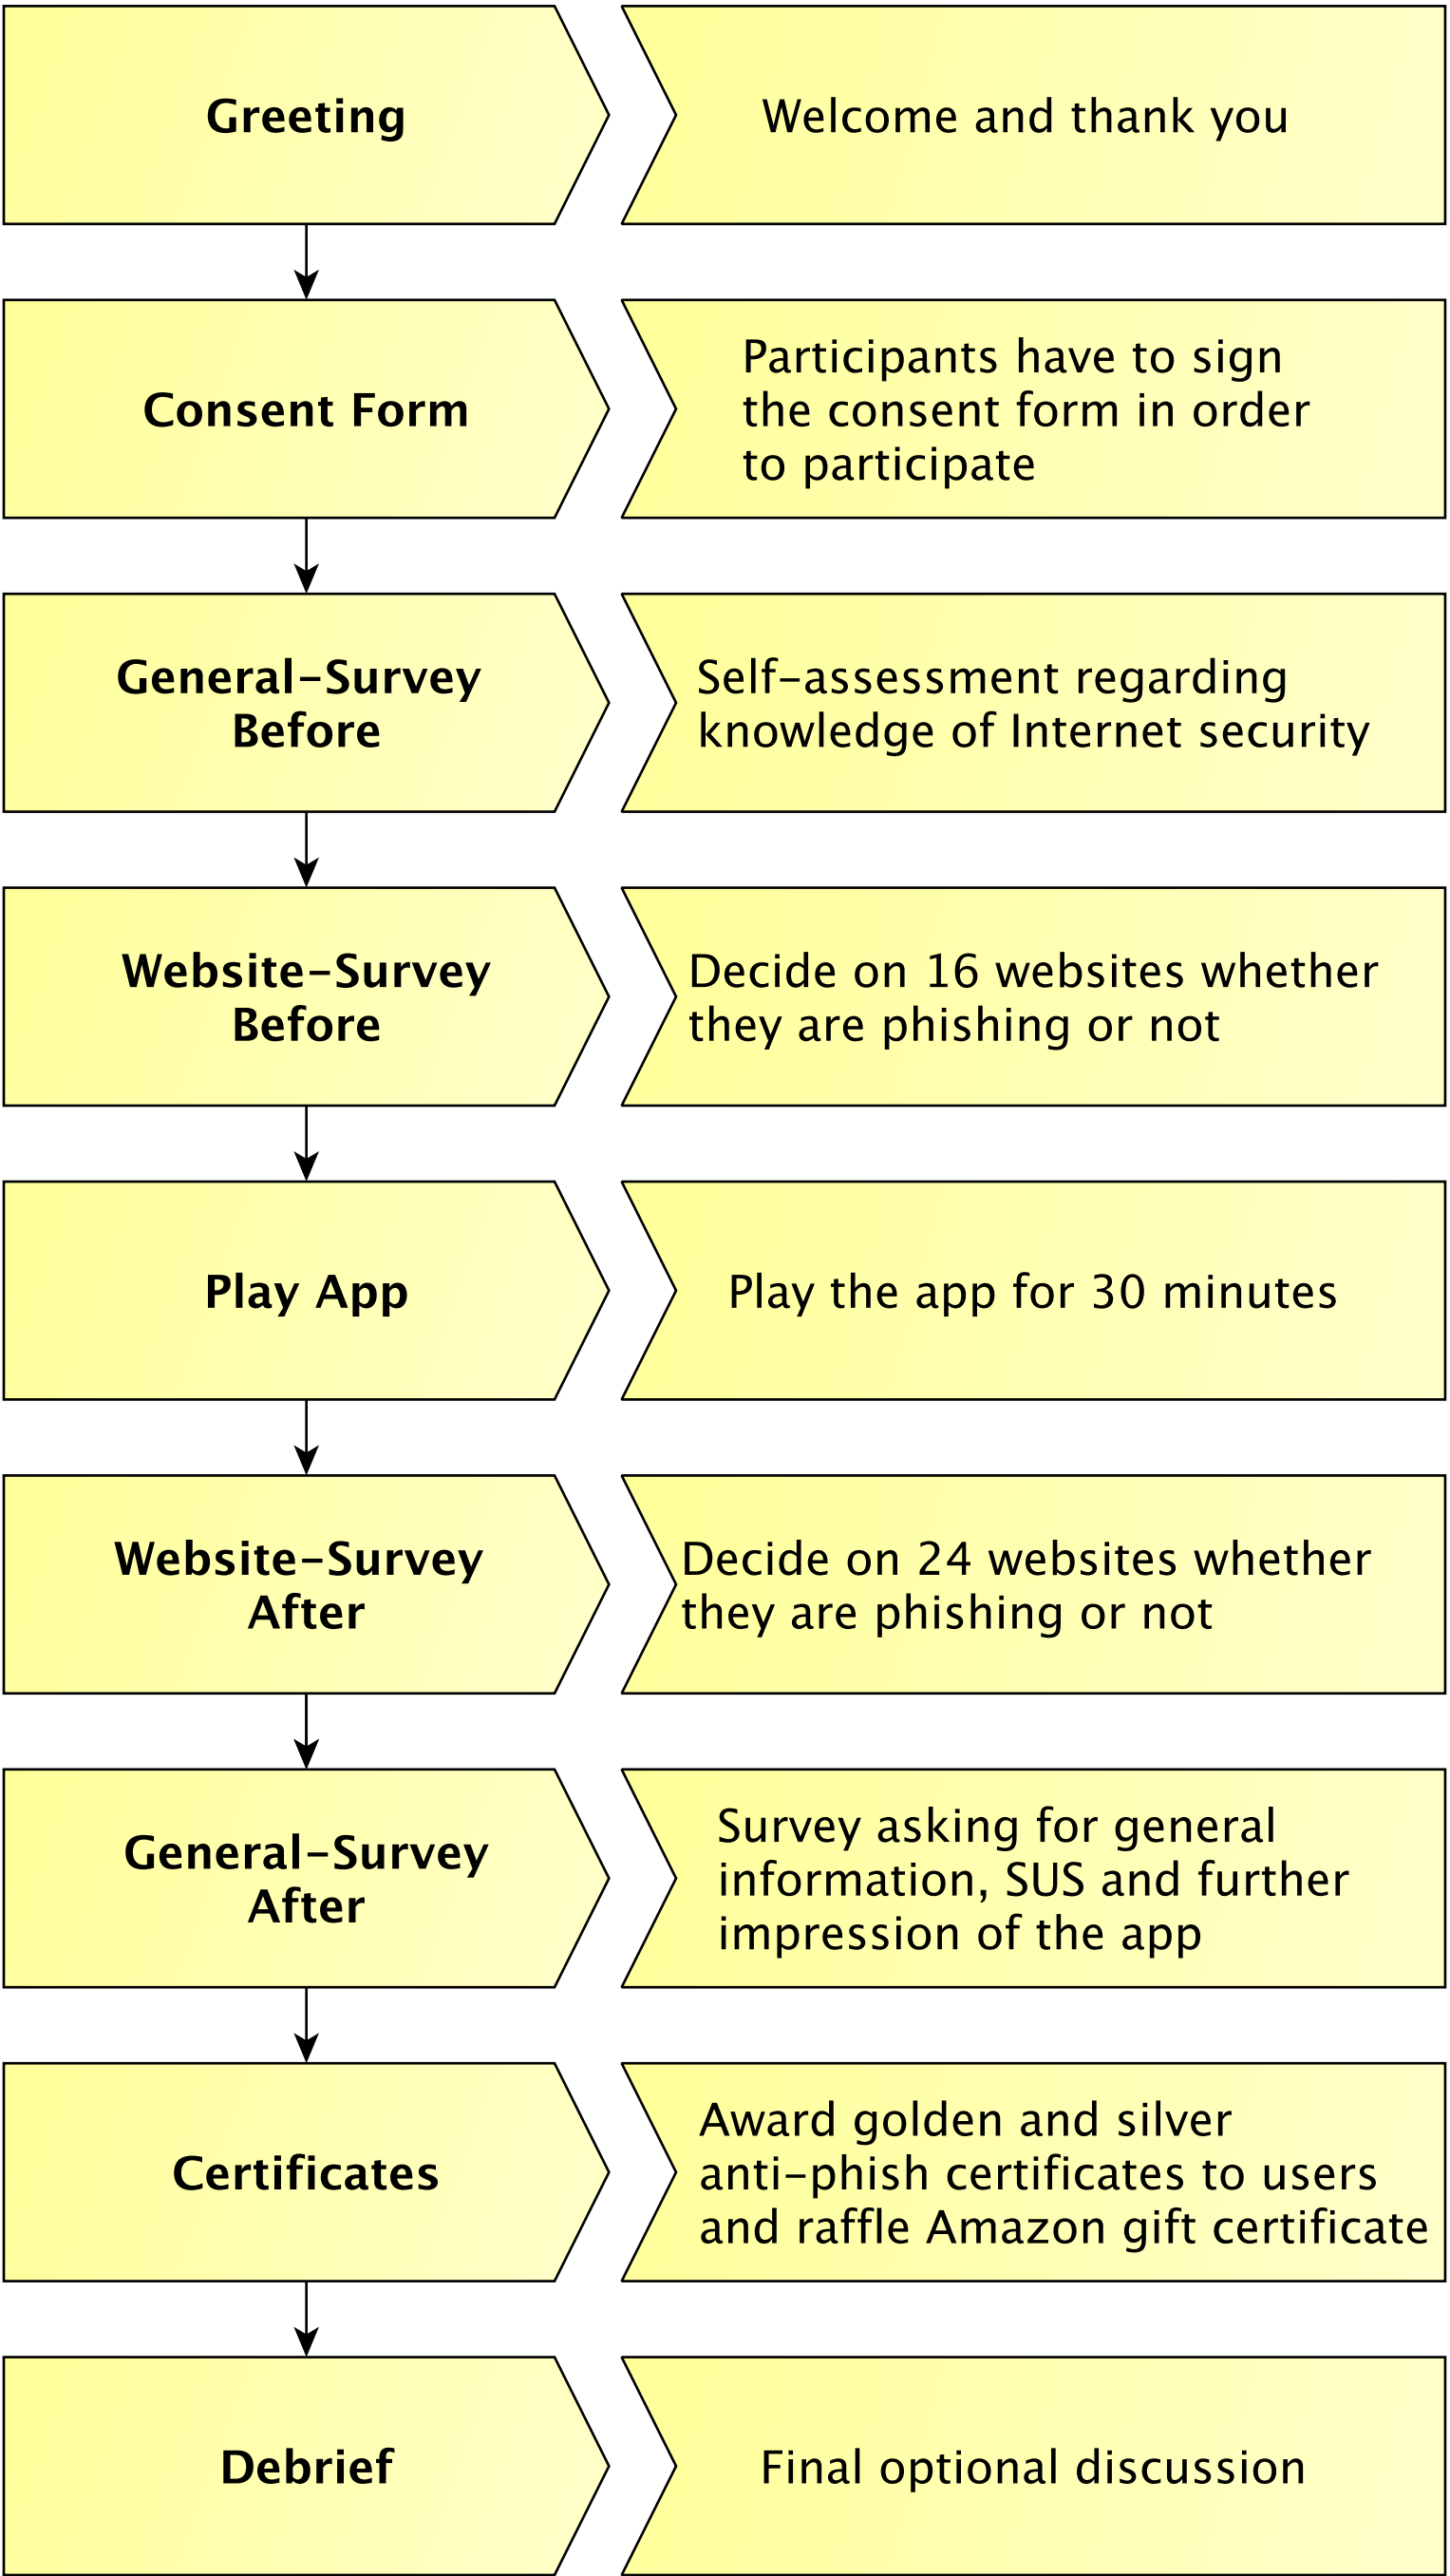 Greeting
Welcome and thank you
Consent Form
Participants have to sign
the consent form in order
to participate
General-Survey
Before
Self-assessment regarding
knowledge of Internet security
Website-Survey
Before
Decide on 16 websites whether
they are phishing or not
Play App
Play the app for 30 minutes
Website-Survey
After
Decide on 24 websites whether
they are phishing or not
General-Survey
After
Survey asking for general
information, SUS and further
impression of the app
Certificates
Award golden and silver
anti-phish certificates to users
and raffle Amazon gift certificate
Debrief
Final optional discussion